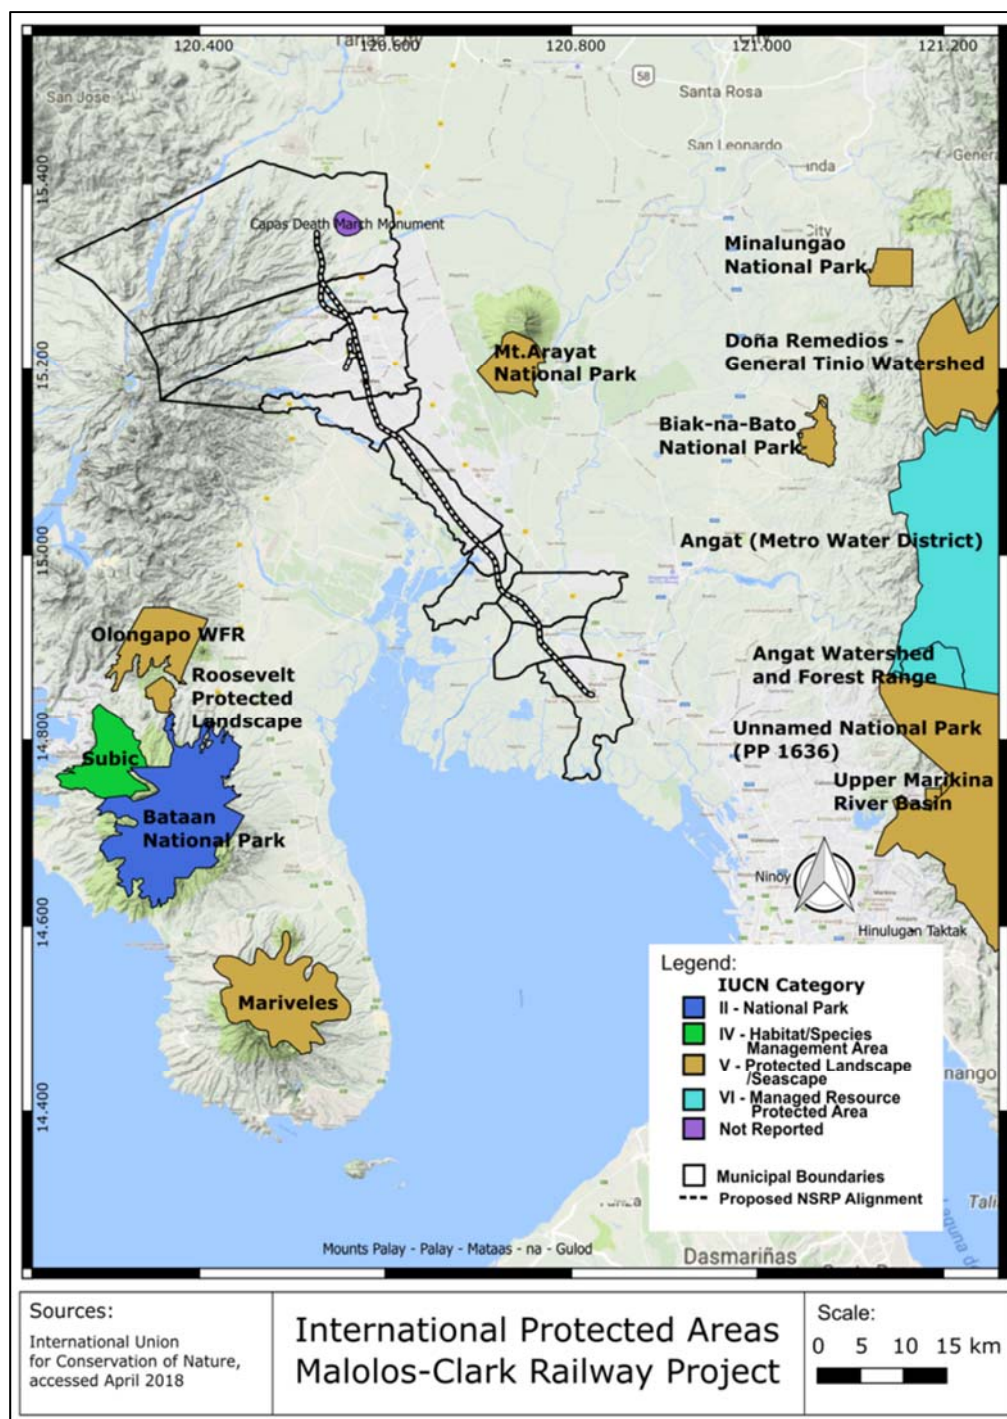 120.400
120.600
120.800
121.000
121.200
San Jose
58
Santa Rosa
San Leonardo
15.400
Capas Death March Monument
City
Minalungao
National Park
15.200
Mt.Arayat
National Park
Doña Remedios -
General Tinio Watershed
Biak-na-Bato
National Park
15.000
Angat (Metro Water District)
Olongapo WFR
Roosevelt
Protected
Landscape
Angat Watershed
and Forest Range
14.800
Subic
Unnamed National Park
(PP 1636)
Bataan
National Park
Upper Marikina
River Basin
Ninoy
14.600
Hinulugan Taktak
Mariveles
14.400
Legend:
IUCN Category
II - National Park
IV - Habitat/Species
Management Area
V - Protected Landscape
/Seascape
VI - Managed Resource
Protected Area
Not Reported
Municipal Boundaries
Proposed NSRP Alignment
Mounts Palay - Palay - Mataas - na - Gulod
Dasmariñas
Laguna de
Sources:
International Union
for Conservation of Nature,
accessed April 2018
International Protected Areas
Malolos-Clark Railway Project
Scale:
0 5 10 15 km